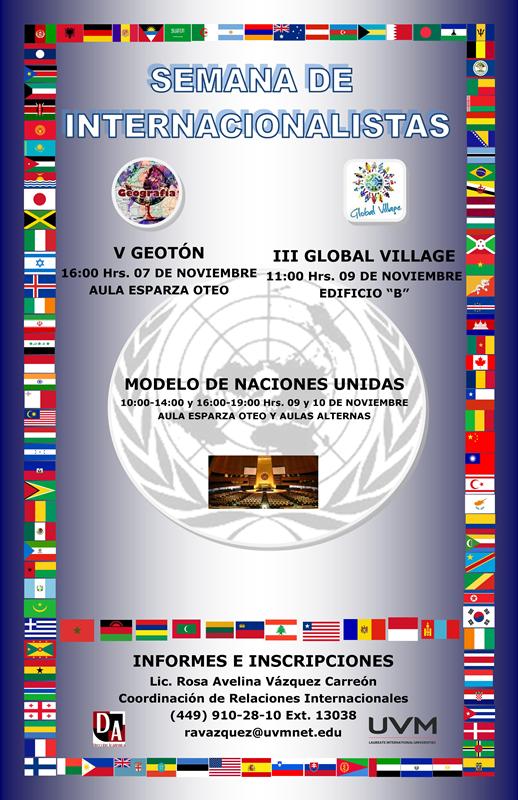 SEMANA DE
INTERNACIONALISTAS
Geografía
Global Village
V GEOTÓN
16:00 Hrs. 07 DE NOVIEMBRE
AULA ESPARZA OTEO
III GLOBAL VILLAGE
11:00 Hrs. 09 DE NOVIEMBRE
EDIFICIO “B”
MODELO DE NACIONES UNIDAS
10:00-14:00 y 16:00-19:00 Hrs. 09 y 10 DE NOVIEMBRE
AULA ESPARZA OTEO Y AULAS ALTERNAS
INFORMES E INSCRIPCIONES
Lic. Rosa Avelina Vázquez Carreón
Coordinación de Relaciones Internacionales
(449) 910-28-10 Ext. 13038
ravazquez@uvmnet.edu
DA
UVM
LAUREATE INTERNATIONAL UNIVERSITIES